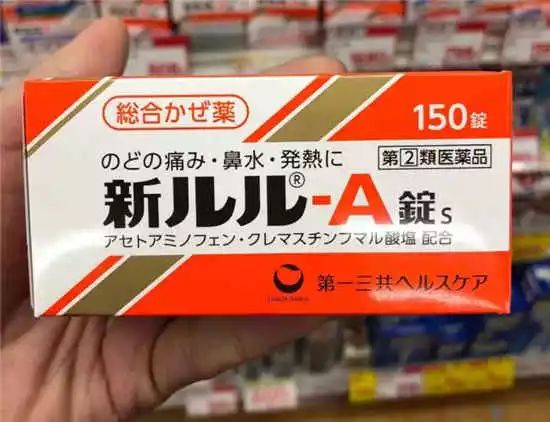 総合かぜ薬
150錠
のどの痛み・鼻水・発熱に
指定②類医薬品
新ルル®-A錠s
アセトアミノフェン・クレマスチンフマル酸塩 配合
第一三共ヘルスケア